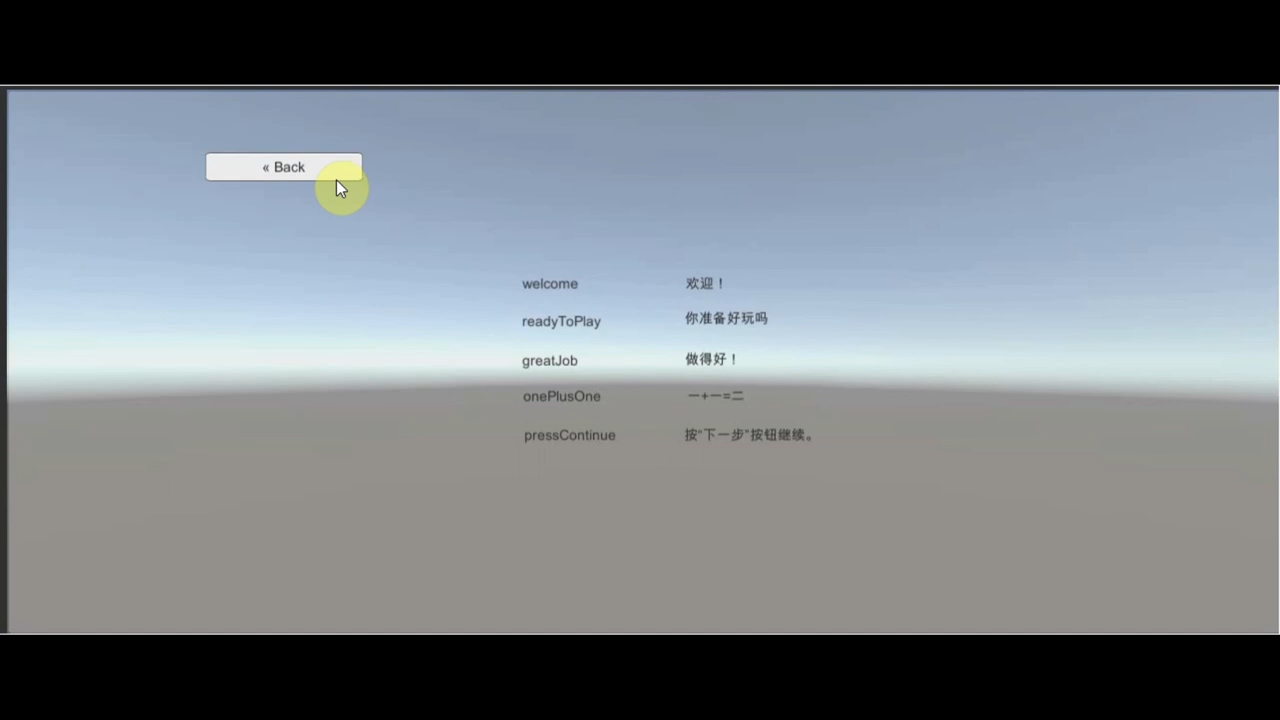 « Back
welcome 欢迎！
readyToPlay 你准备好玩吗
greatJob 做得好！
onePlusOne 一+一=二
pressContinue 按“下一步”按钮继续。